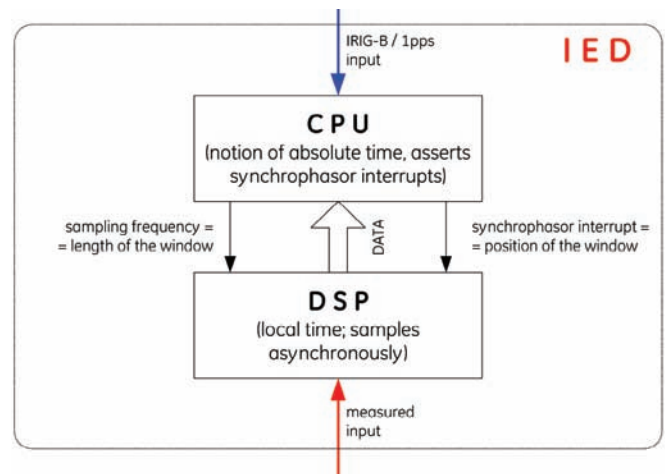 IRIG-B / 1pps
input
I E D
C P U
(notion of absolute time, asserts
synchrophasor interrupts)
sampling frequency =
= length of the window
DATA
synchrophasor interrupt =
= position of the window
D S P
(local time; samples
asynchronously)
measured
input